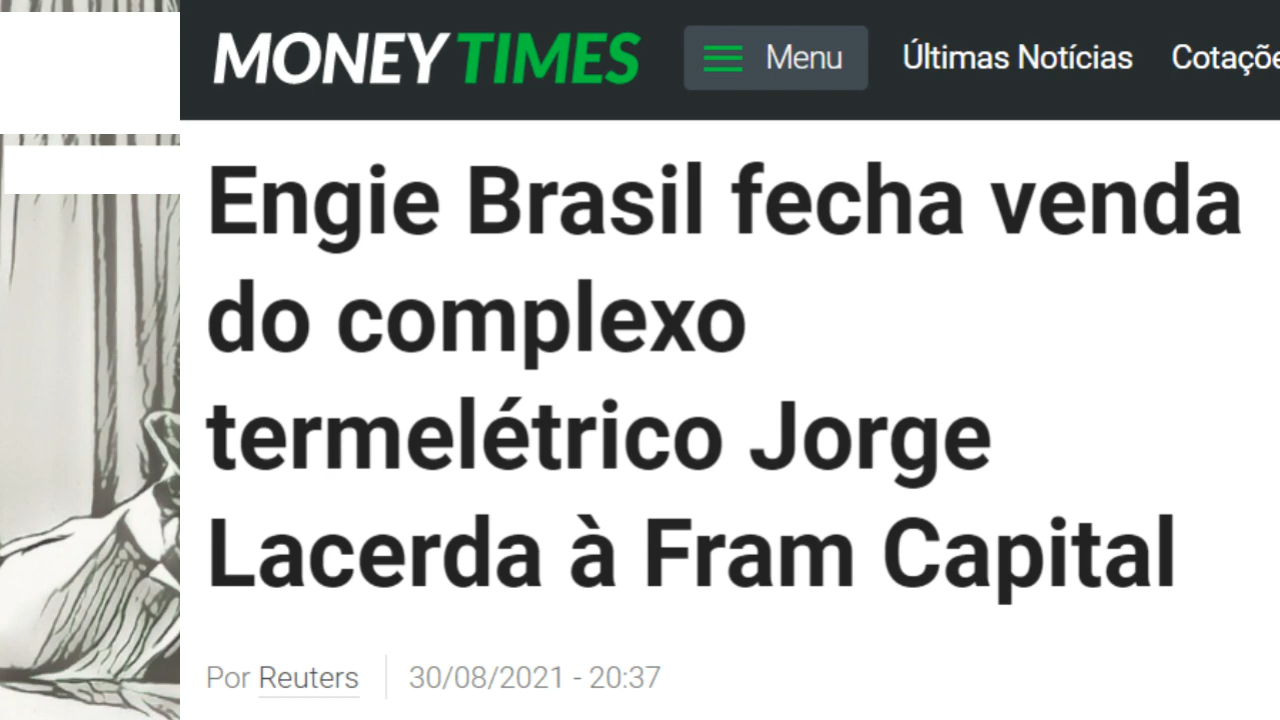 MONEY TIMES Menu Últimas Notícias Cotaçõe
Engie Brasil fecha venda
do complexo
termelétrico Jorge
Lacerda à Fram Capital
Por Reuters 30/08/2021 - 20:37